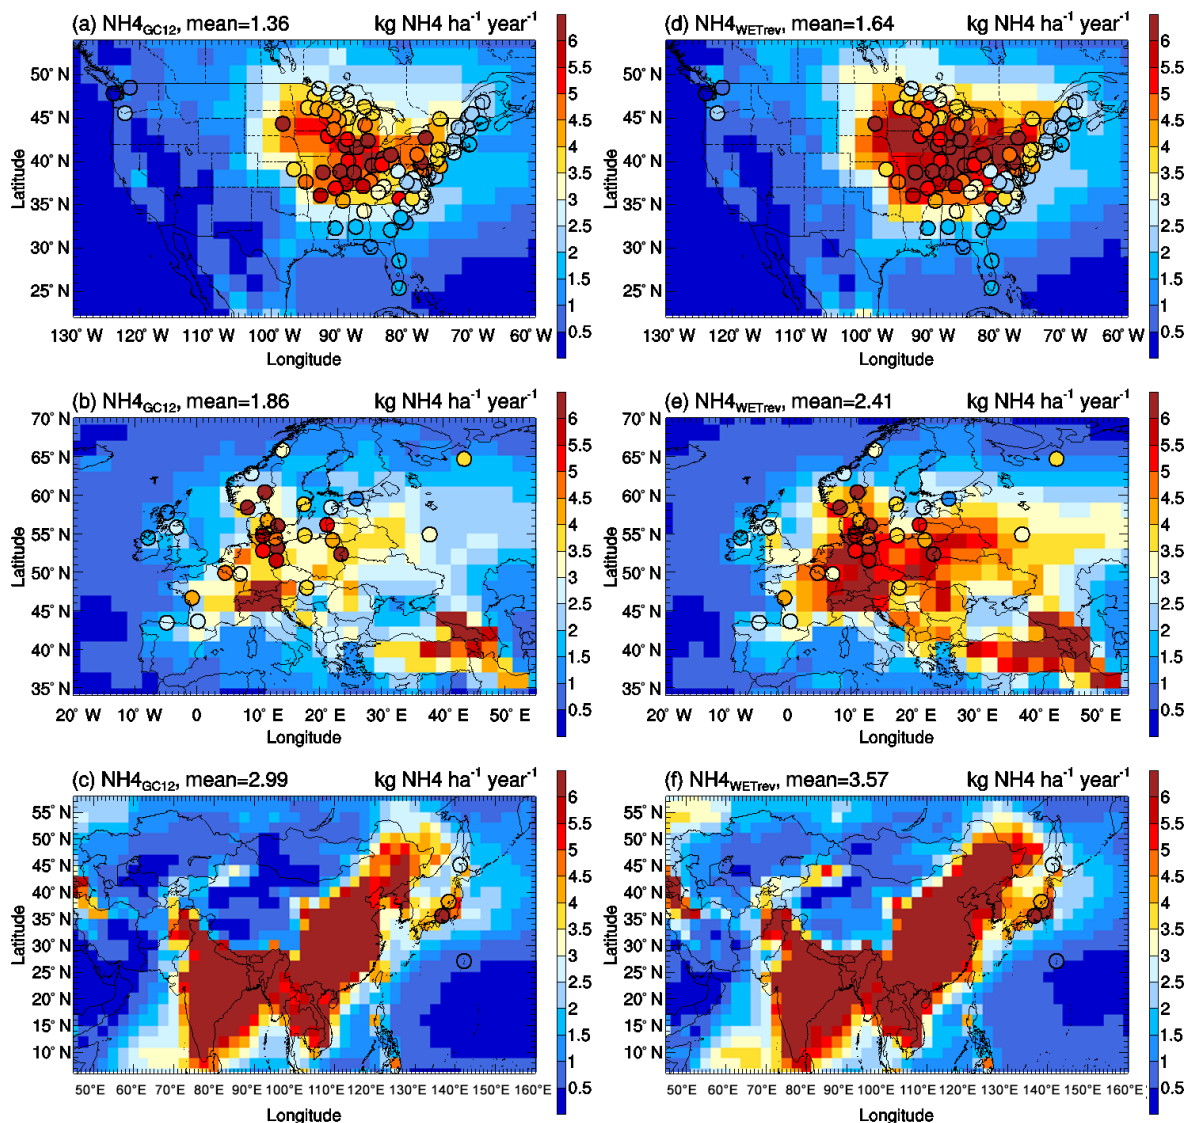 (a) NH4GC12, mean=1.36 kg NH4 ha-1 year-1
50° N
45° N
40° N
35° N
30° N
25° N
Latitude
130° W 120° W 110° W 100° W 90° W 80° W 70° W 60° W
Longitude
6
5.5
5
4.5
4
3.5
3
2.5
2
1.5
1
0.5
(d) NH4WETrev, mean=1.64 kg NH4 ha-1 year-1
50° N
45° N
40° N
35° N
30° N
25° N
Latitude
130° W 120° W 110° W 100° W 90° W 80° W 70° W 60° W
Longitude
6
5.5
5
4.5
4
3.5
3
2.5
2
1.5
1
0.5
(b) NH4GC12, mean=1.86 kg NH4 ha-1 year-1
70° N
65° N
60° N
55° N
50° N
45° N
40° N
35° N
Latitude
20° W 10° W 0 10° E 20° E 30° E 40° E 50° E
Longitude
6
5.5
5
4.5
4
3.5
3
2.5
2
1.5
1
0.5
(e) NH4WETrev, mean=2.41 kg NH4 ha-1 year-1
70° N
65° N
60° N
55° N
50° N
45° N
40° N
35° N
Latitude
20° W 10° W 0 10° E 20° E 30° E 40° E 50° E
Longitude
6
5.5
5
4.5
4
3.5
3
2.5
2
1.5
1
0.5
(c) NH4GC12, mean=2.99 kg NH4 ha-1 year-1
55° N
50° N
45° N
40° N
35° N
30° N
25° N
20° N
15° N
10° N
Latitude
50°E 60°E 70°E 80°E 90°E 100°E 110°E 120°E 130°E 140°E 150°E 160°E
Longitude
6
5.5
5
4.5
4
3.5
3
2.5
2
1.5
1
0.5
(f) NH4WETrev, mean=3.57 kg NH4 ha-1 year-1
55° N
50° N
45° N
40° N
35° N
30° N
25° N
20° N
15° N
10° N
Latitude
50°E 60°E 70°E 80°E 90°E 100°E 110°E 120°E 130°E 140°E 150°E 160°E
Longitude
6
5.5
5
4.5
4
3.5
3
2.5
2
1.5
1
0.5